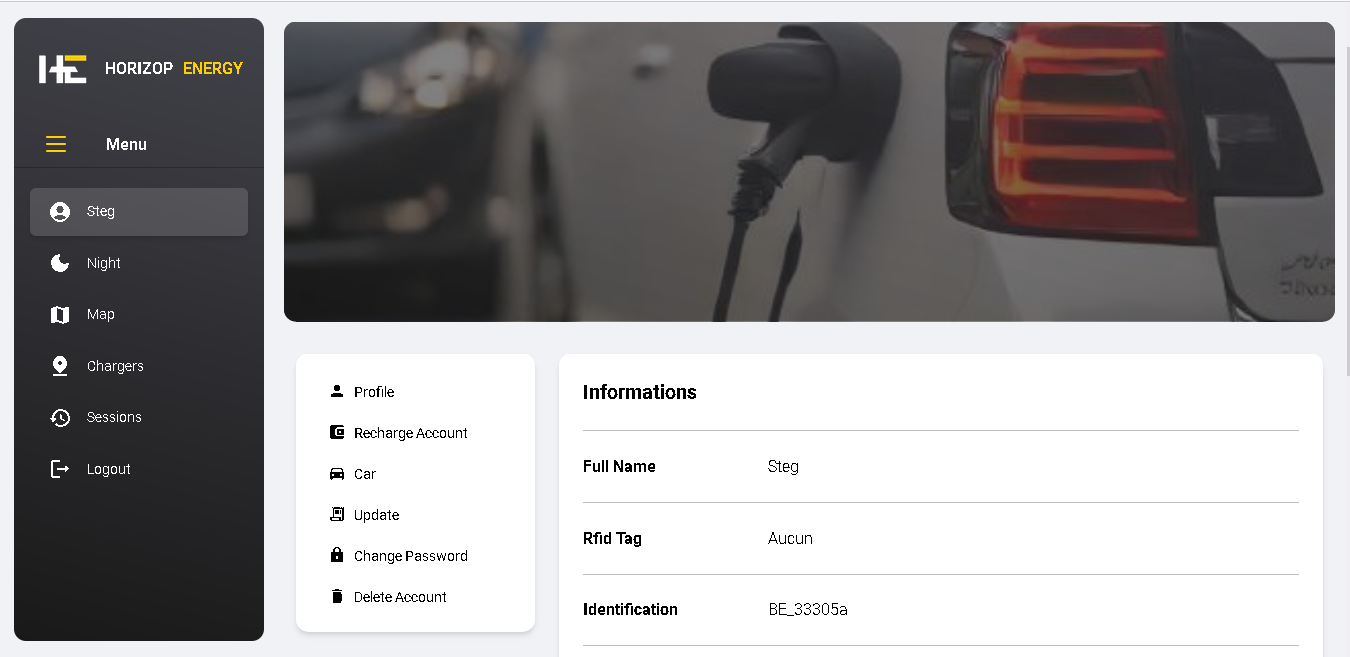 HE HORIZOP ENERGY
Menu
Steg
Night
Map
Chargers
Sessions
Logout
Profile
Recharge Account
Car
Update
Change Password
Delete Account
Informations
Full Name Steg
Rfid Tag Aucun
Identification BE_33305a